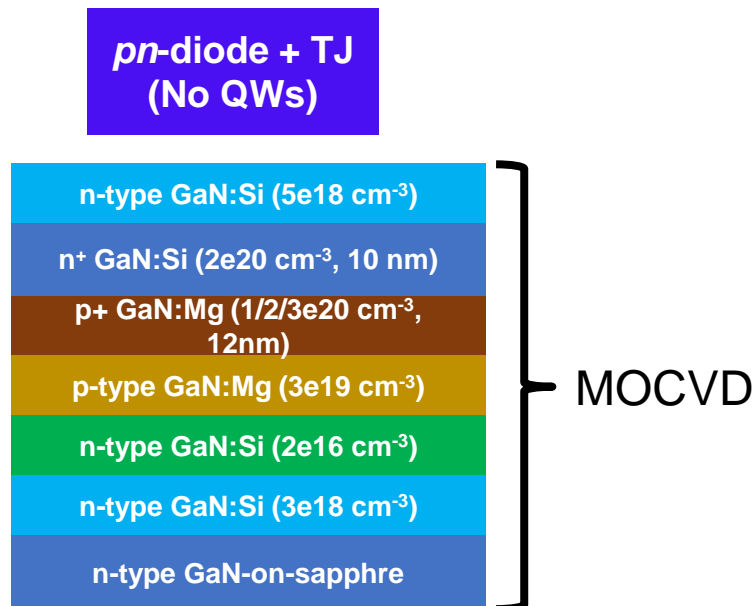 pn-diode + TJ
(No QWs)
n-type GaN:Si (5e18 cm⁻³)
n⁺ GaN:Si (2e20 cm⁻³, 10 nm)
p+ GaN:Mg (1/2/3e20 cm⁻³,
12nm)
p-type GaN:Mg (3e19 cm⁻³)
n-type GaN:Si (2e16 cm⁻³)
n-type GaN:Si (3e18 cm⁻³)
n-type GaN-on-sapphre
MOCVD